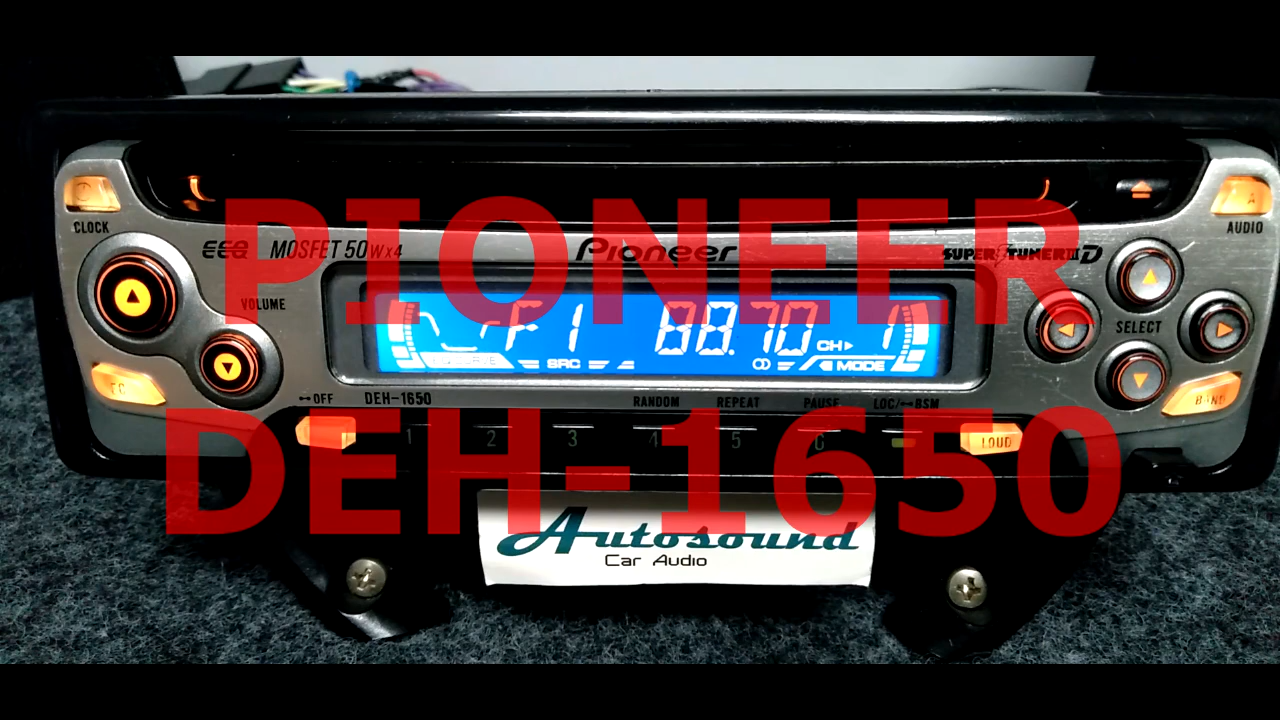 PIONEER
DEH-1650
CLOCK
A
AUDIO
EEQ MOSFET 50Wx4
Pioneer
SUPER TUNER III D
VOLUME
SELECT
F1 88.70 CH 1
SRC
MODE
OFF
DEH-1650
RANDOM REPEAT PAUSE LOC/ BSM
BAND
1 2 3 4 5 6
LOUD
Autosound
Car Audio